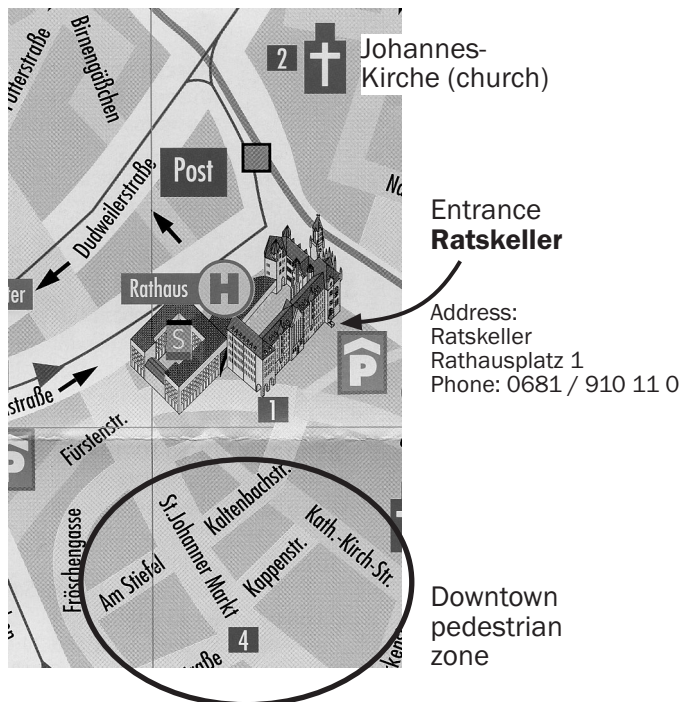 Birnengäßchen
2
Johannes-
Kirche (church)
Post
Dudweilerstraße
Entrance
Ratskeller
Rathaus
H
S
Address:
Ratskeller
Rathausplatz 1
Phone: 0681 / 910 11 0
P
1
straße
Fürstenstr.
Fröschengasse
Am Stiefel
St.Johanner Markt
Kaltenbachstr.
Kappenstr.
Kath.-Kirch-Str.
4
Downtown
pedestrian
zone